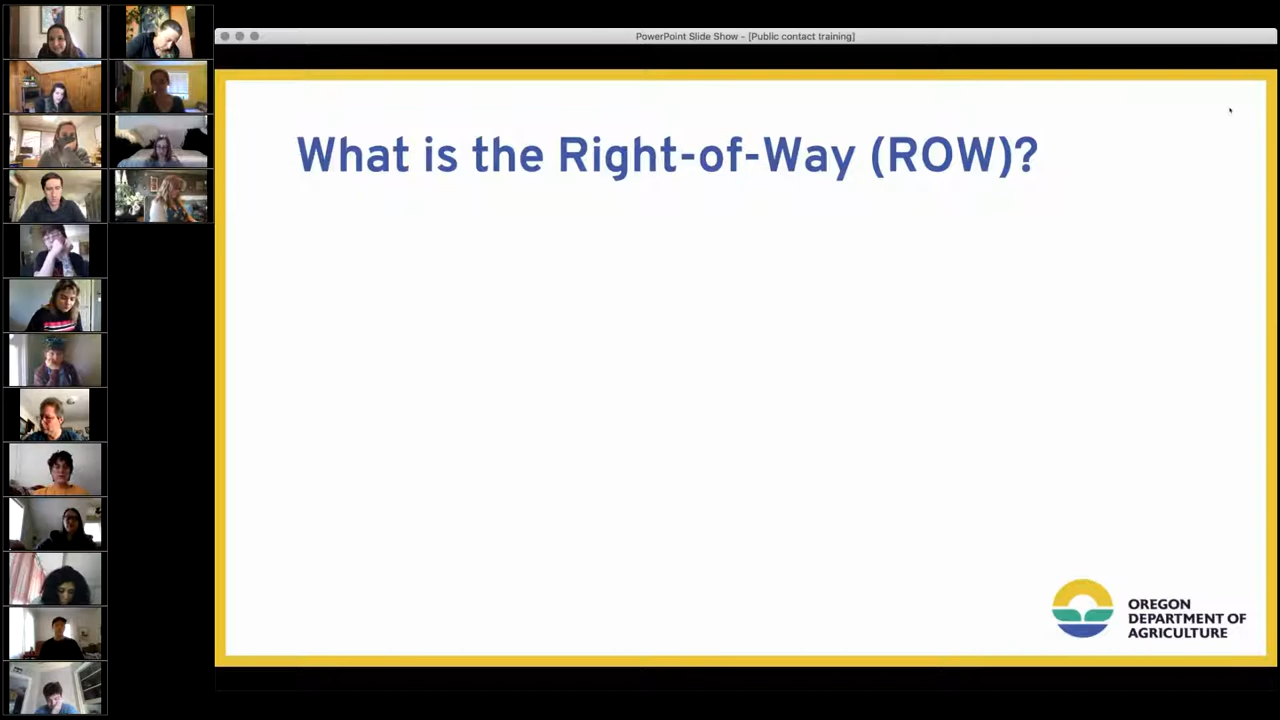 PowerPoint Slide Show - [Public contact training]
What is the Right-of-Way (ROW)?
OREGON
DEPARTMENT OF
AGRICULTURE